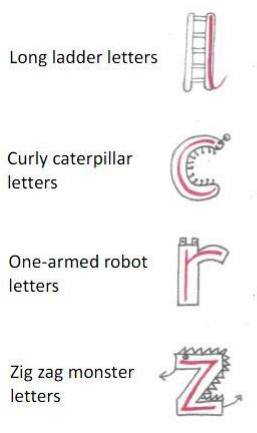 Long ladder letters
l
Curly caterpillar
letters
c
One-armed robot
letters
r
Zig zag monster
letters
z